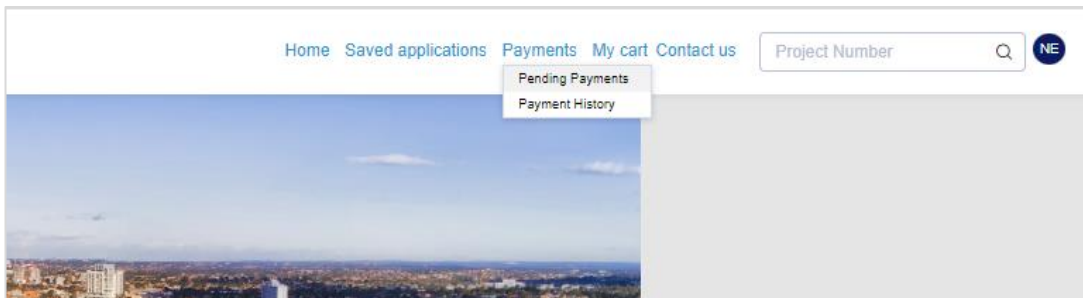 Home Saved applications Payments My cart Contact us Project Number NE
Pending Payments
Payment History